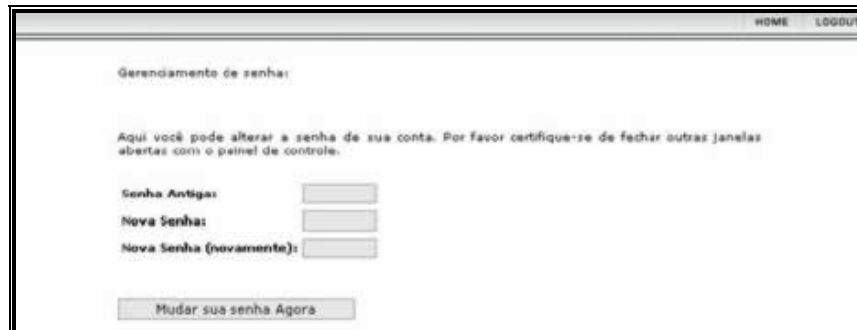 HOME LOGOUT
Gerenciamento de senha:
Aqui você pode alterar a senha de sua conta. Por favor certifique-se de fechar outras janelas
abertas com o painel de controle.
Senha Antiga:
Nova Senha:
Nova Senha (novamente):
Mudar sua senha Agora